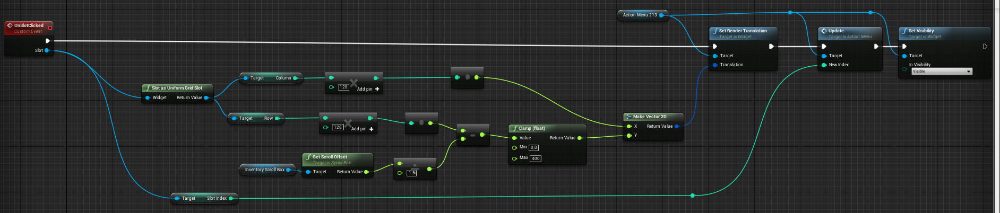 Action Menu 213
OnSlotClicked
Custom Event
Slot
Set Render Translation
Target is Widget
Target
Translation
Update
Target is Action Menu
Target
New Index
Set Visibility
Target is Widget
Target
In Visibility
Visible
Slot as Uniform Grid Slot
Widget Return Value
Target Column
128
Add pin +
Target Row
128
Add pin +
Clamp (float)
Value Return Value
Min 0.0
Max 400
Make Vector 2D
X Return Value
Y
Inventory Scroll Box
Get Scroll Offset
Target is Scroll Box
Target Return Value
1.5
Target Slot Index